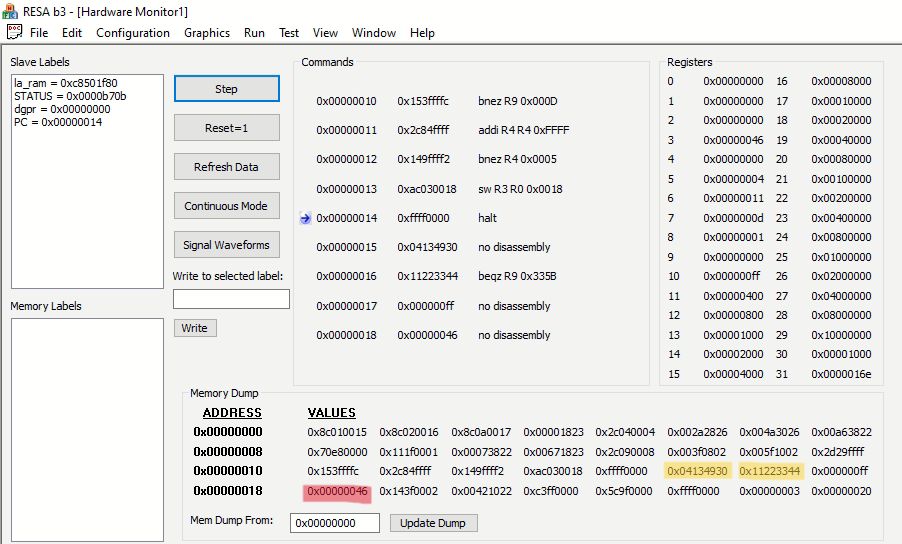 RESA b3 - [Hardware Monitor1]
File Edit Configuration Graphics Run Test View Window Help
Slave Labels
la_ram = 0xc8501f80
STATUS = 0x0000b70b
dgpr = 0x00000000
PC = 0x00000014
Memory Labels
Step
Reset=1
Refresh Data
Continuous Mode
Signal Waveforms
Write to selected label:
Write
Commands
0x00000010 0x153ffffc bnez R9 0x000D
0x00000011 0x2c84ffff addi R4 R4 0xFFFF
0x00000012 0x149ffff2 bnez R4 0x0005
0x00000013 0xac030018 sw R3 R0 0x0018
0x00000014 0xffff0000 halt
0x00000015 0x04134930 no disassembly
0x00000016 0x11223344 beqz R9 0x335B
0x00000017 0x000000ff no disassembly
0x00000018 0x00000046 no disassembly
Registers
0 0x00000000 16 0x00008000
1 0x00000000 17 0x00010000
2 0x00000000 18 0x00020000
3 0x00000046 19 0x00040000
4 0x00000000 20 0x00080000
5 0x00000004 21 0x00100000
6 0x00000011 22 0x00200000
7 0x0000000d 23 0x00400000
8 0x00000001 24 0x00800000
9 0x00000000 25 0x01000000
10 0x000000ff 26 0x02000000
11 0x00000400 27 0x04000000
12 0x00000800 28 0x08000000
13 0x00001000 29 0x10000000
14 0x00002000 30 0x00001000
15 0x00004000 31 0x0000016e
Memory Dump
ADDRESS VALUES
0x00000000 0x8c010015 0x8c020016 0x8c0a0017 0x00001823 0x2c040004 0x002a2826 0x004a3026 0x00a63822
0x00000008 0x70e80000 0x111f0001 0x00073822 0x00671823 0x2c090008 0x003f0802 0x005f1002 0x2d29ffff
0x00000010 0x153ffffc 0x2c84ffff 0x149ffff2 0xac030018 0xffff0000 0x04134930 0x11223344 0x000000ff
0x00000018 0x00000046 0x143f0002 0x00421022 0xc3ff0000 0x5c9f0000 0xffff0000 0x00000003 0x00000020
Mem Dump From: 0x00000000 Update Dump